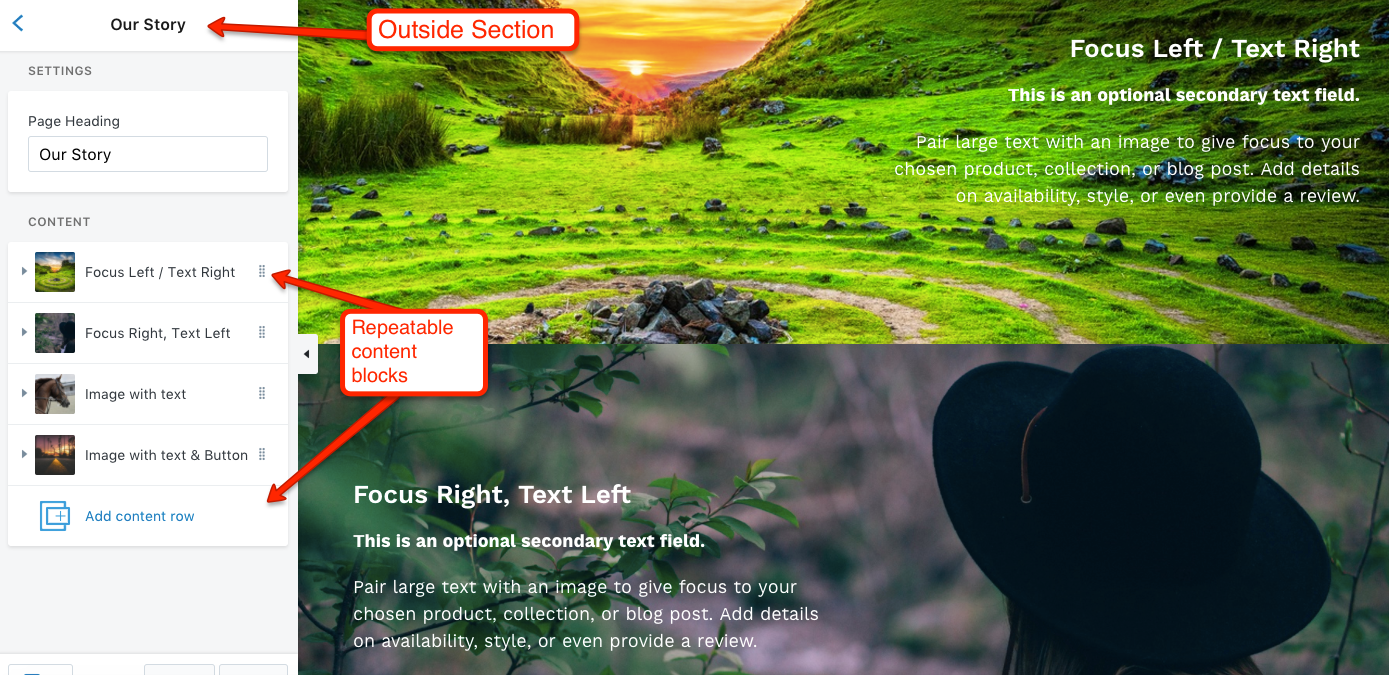 Our Story
Outside Section
SETTINGS
Page Heading
Our Story
CONTENT
Focus Left / Text Right
Focus Right, Text Left
Image with text
Image with text & Button
Add content row
Repeatable
content
blocks
Focus Left / Text Right
This is an optional secondary text field.
Pair large text with an image to give focus to your
chosen product, collection, or blog post. Add details
on availability, style, or even provide a review.
Focus Right, Text Left
This is an optional secondary text field.
Pair large text with an image to give focus to your
chosen product, collection, or blog post. Add details
on availability, style, or even provide a review.